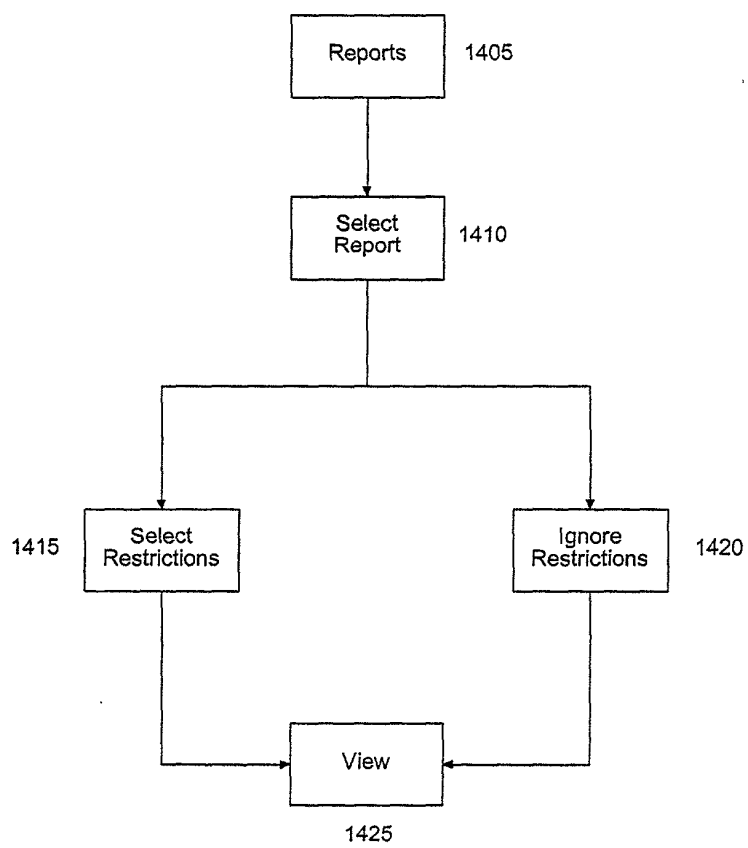 Reports
1405
Select
Report
1410
1415
Select
Restrictions
Ignore
Restrictions
1420
View
1425